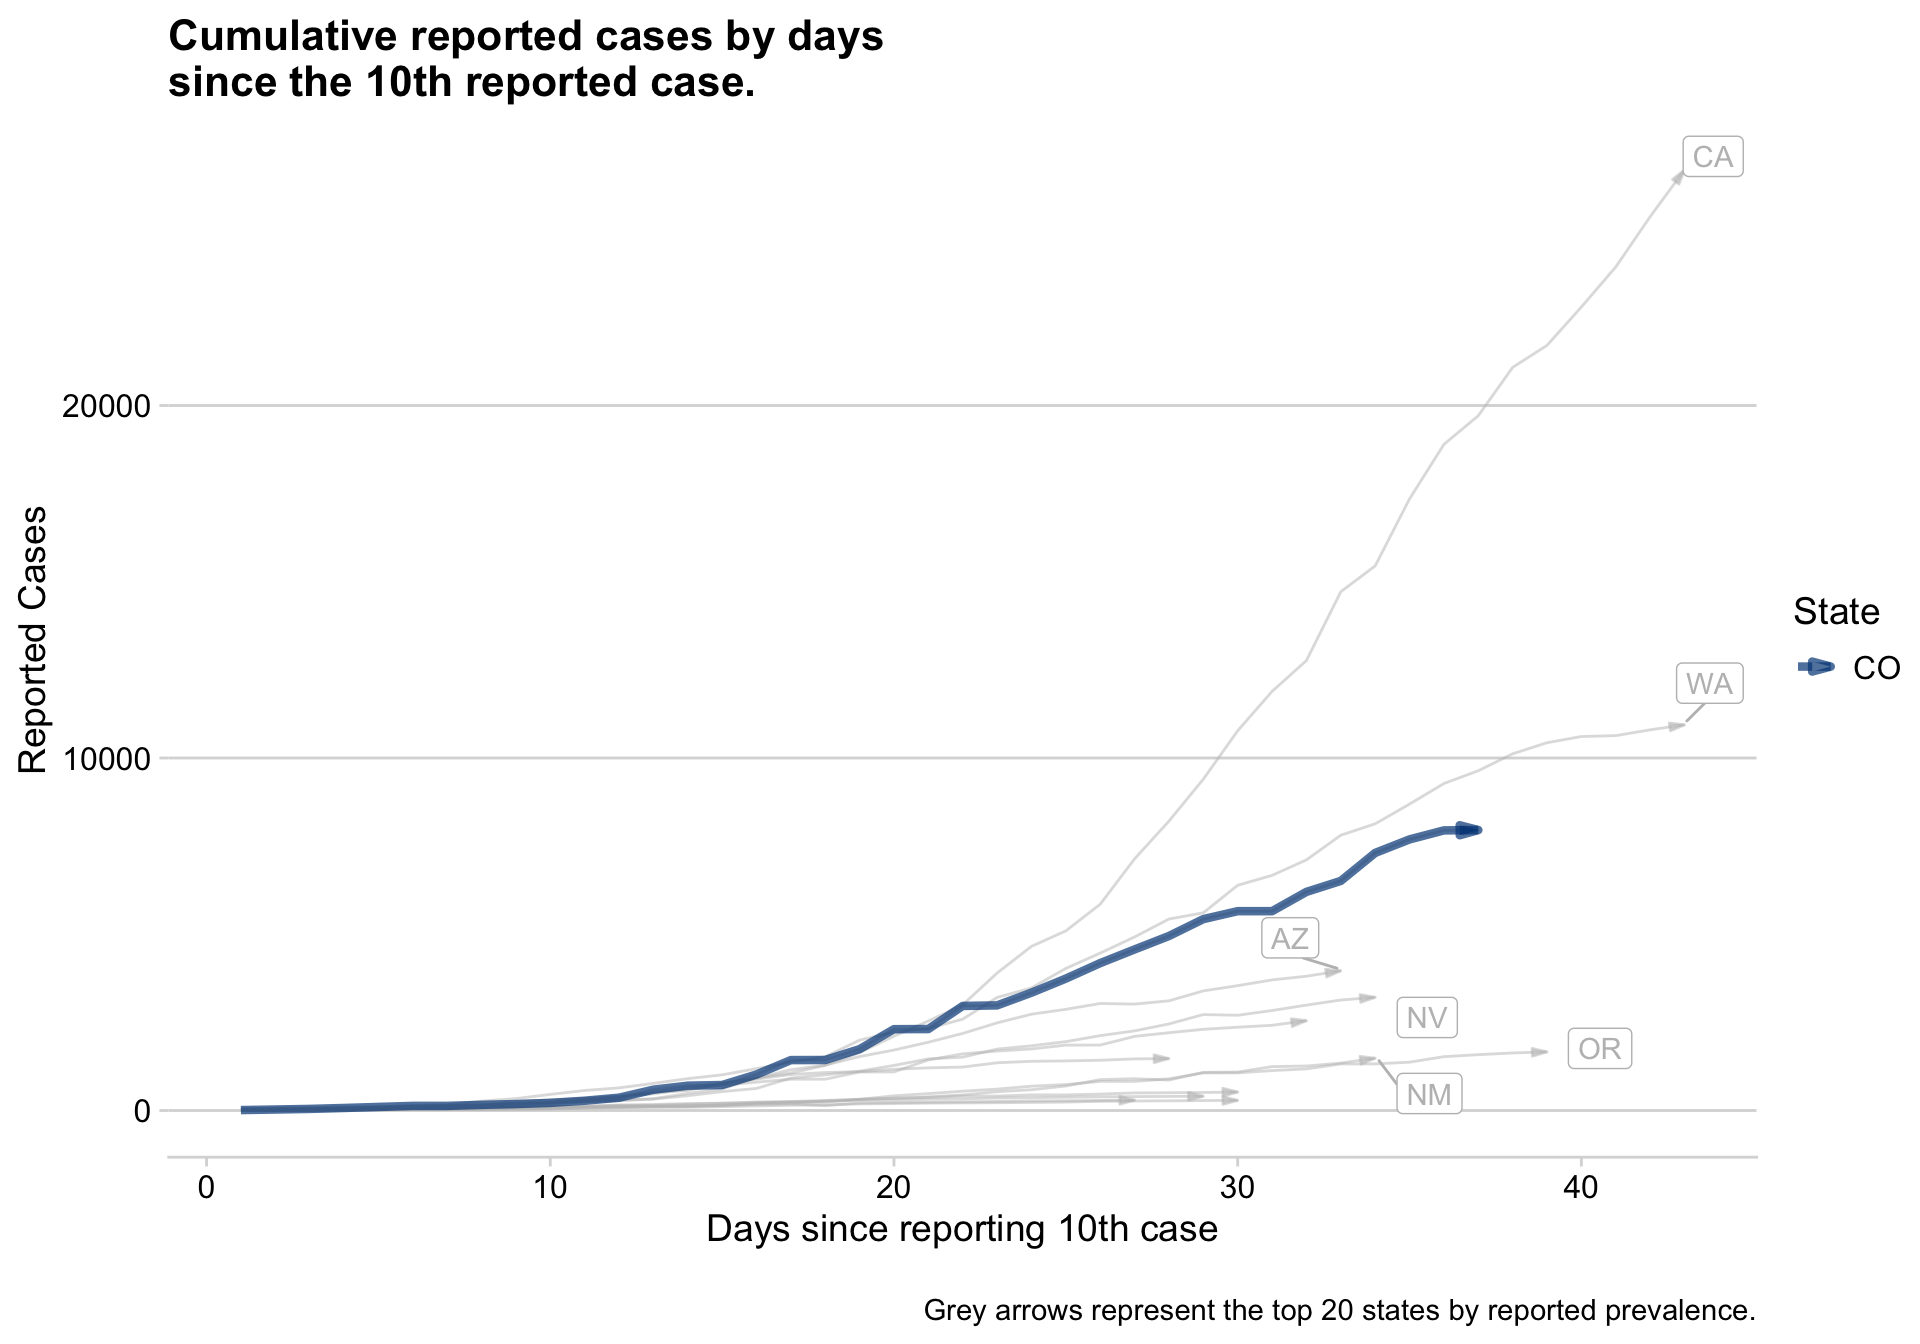 Cumulative reported cases by days
since the 10th reported case.
CA
20000
Reported Cases
State
CO
WA
10000
AZ
NV
OR
NM
0
0 10 20 30 40
Days since reporting 10th case
Grey arrows represent the top 20 states by reported prevalence.